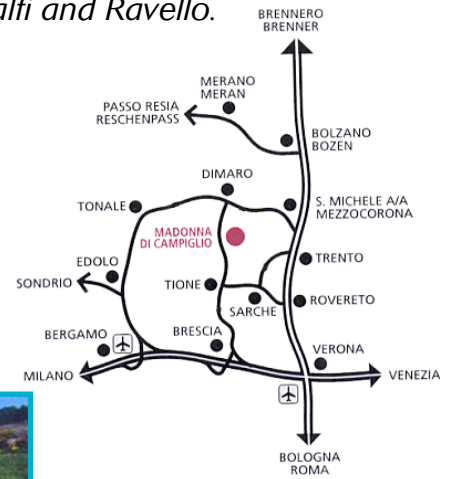 alfi and Ravello.
BRENNERO
BRENNER
MERANO
MERAN
PASSO RESIA
RESCHENPASS
BOLZANO
BOZEN
DIMARO
TONALE
S. MICHELE A/A
MEZZOCORONA
MADONNA
DI CAMPIGLIO
EDOLO
TRENTO
SONDRIO
TIONE
ROVERETO
SARCHE
BERGAMO
BRESCIA
VERONA
MILANO
VENEZIA
BOLOGNA
ROMA